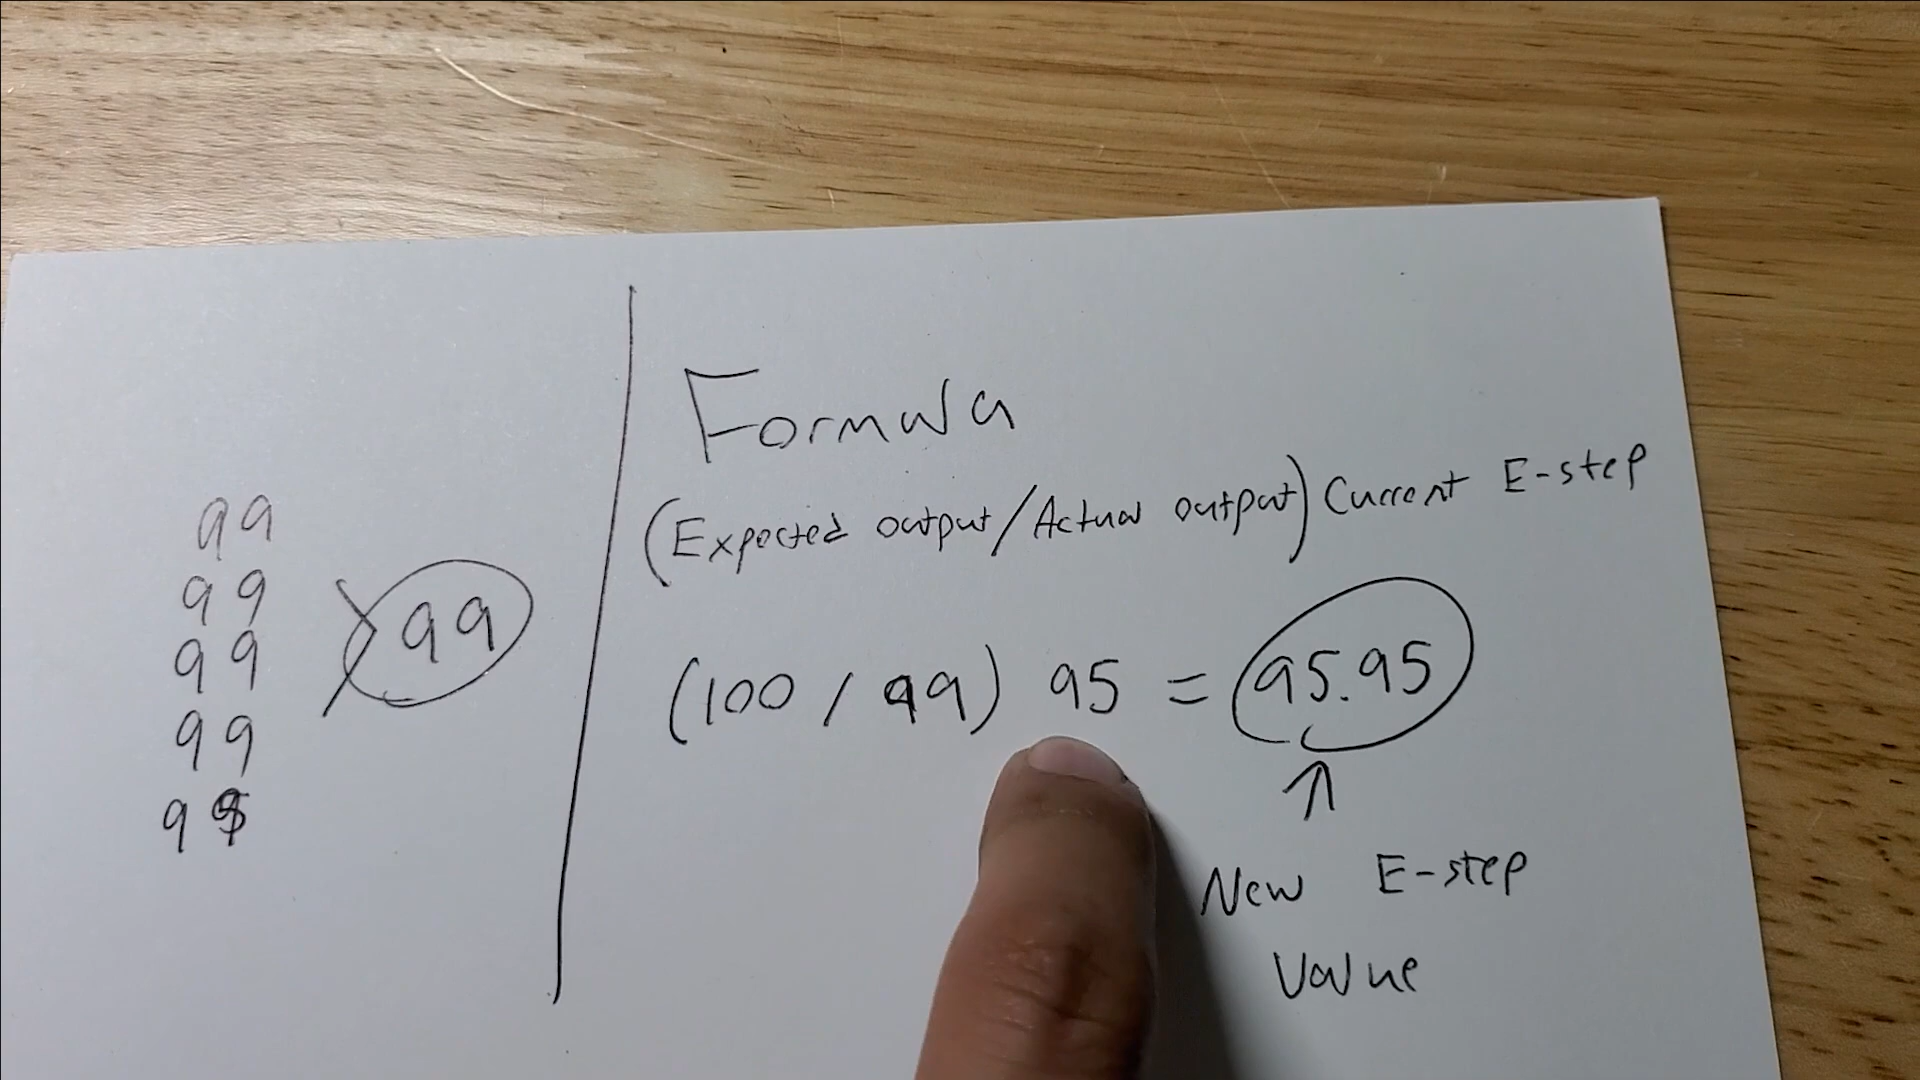 99
99
99
99
99
99
Formula
(Expected output/Actual output) Current E-step
(100 / 99) 95 = 95.95
New E-step
Value